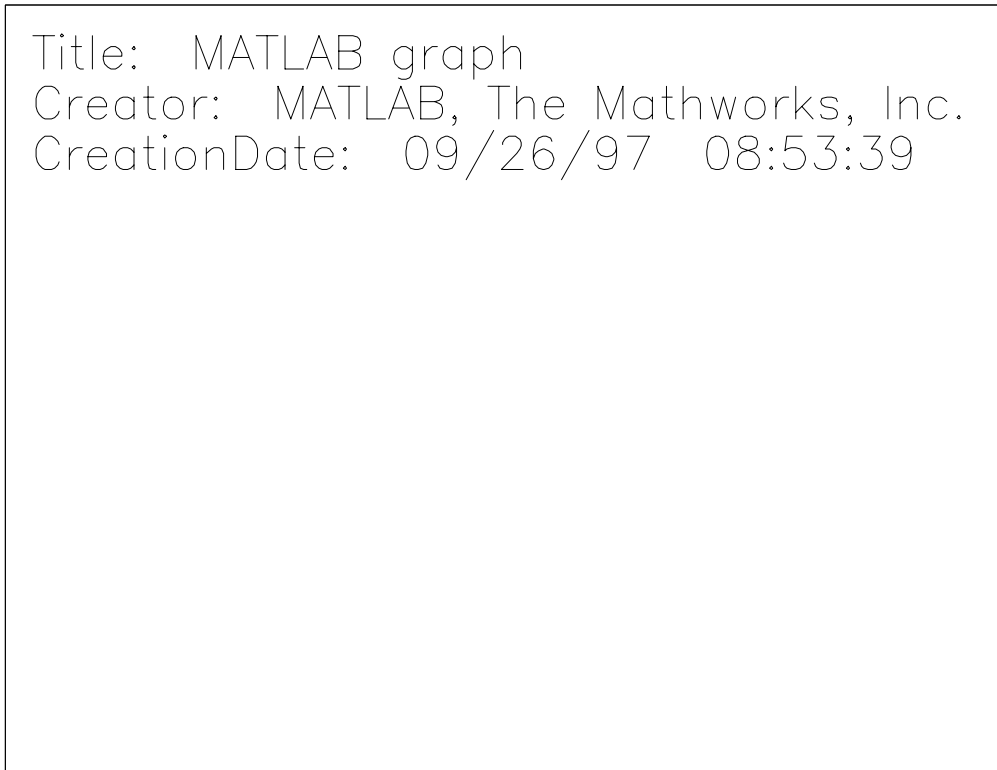 Title: MATLAB graph
Creator: MATLAB, The Mathworks, Inc.
CreationDate: 09/26/97 08:53:39